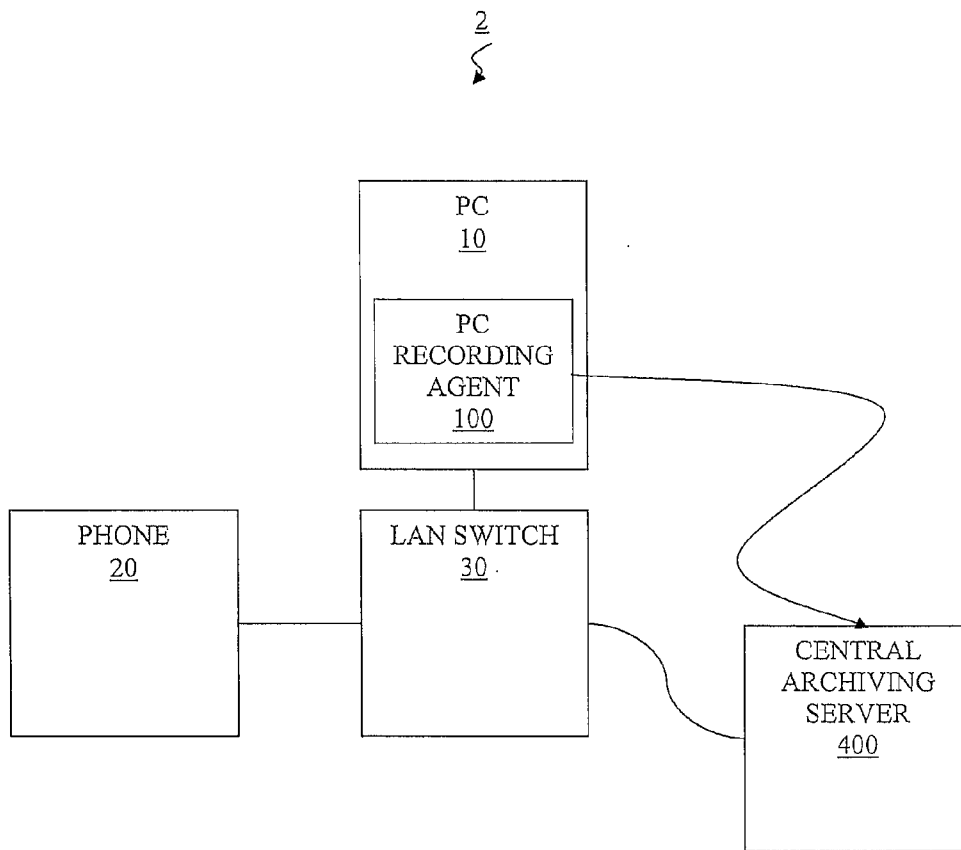 2
PC
10
PC
RECORDING
AGENT
100
PHONE
20
LAN SWITCH
30
CENTRAL
ARCHIVING
SERVER
400